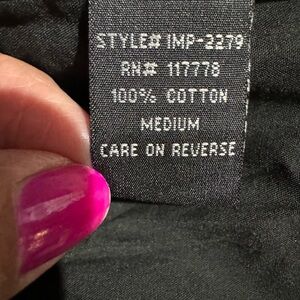 STYLE# IMP-2279
RN# 117778
100% COTTON
MEDIUM
CARE ON REVERSE